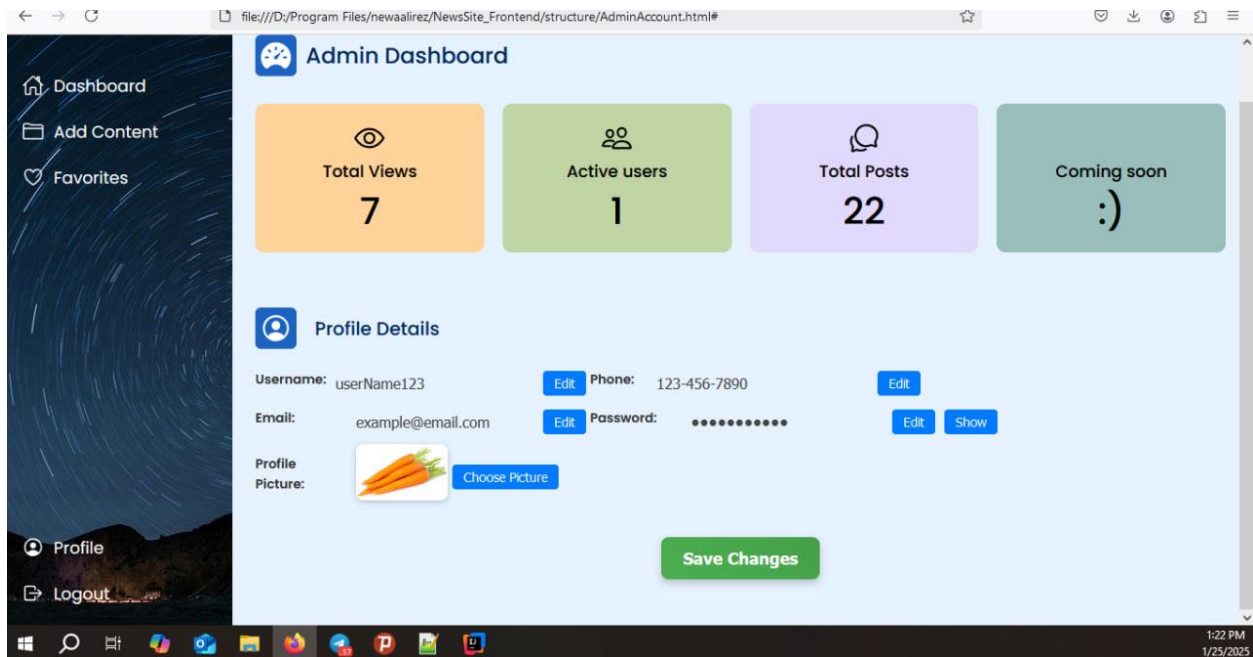 file:///D:/Program Files/newaalirez/NewsSite_Frontend/structure/AdminAccount.html#
Dashboard
Add Content
Favorites
Profile
Logout
Admin Dashboard
Total Views
7
Active users
1
Total Posts
22
Coming soon
:)
Profile Details
Username: userName123 Edit Phone: 123-456-7890 Edit
Email: example@email.com Edit Password: ●●●●●●●●●●● Edit Show
Profile
Picture:
Choose Picture
Save Changes
1:22 PM
1/25/2025